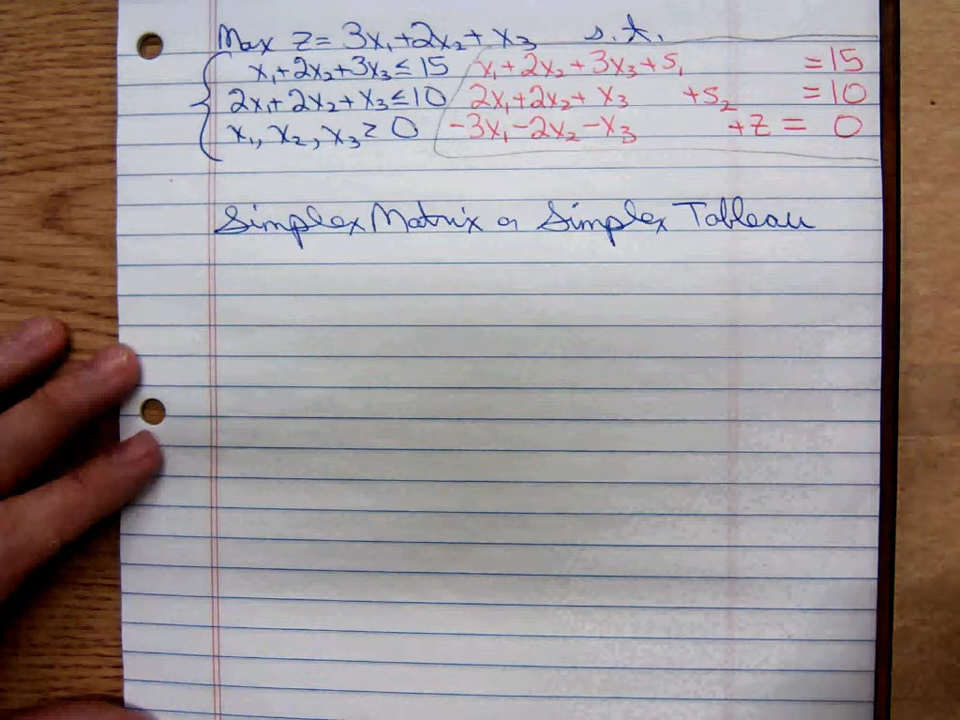 Max z = 3x₁+2x₂+x₃ s.t.
x₁+2x₂+3x₃ ≤ 15 x₁+2x₂+3x₃+s₁ =15
2x₁+2x₂+x₃ ≤ 10 2x₁+2x₂+x₃ +s₂ =10
x₁, x₂, x₃ ≥ 0 -3x₁-2x₂-x₃ +z = 0
Simplex Matrix or Simplex Tableau